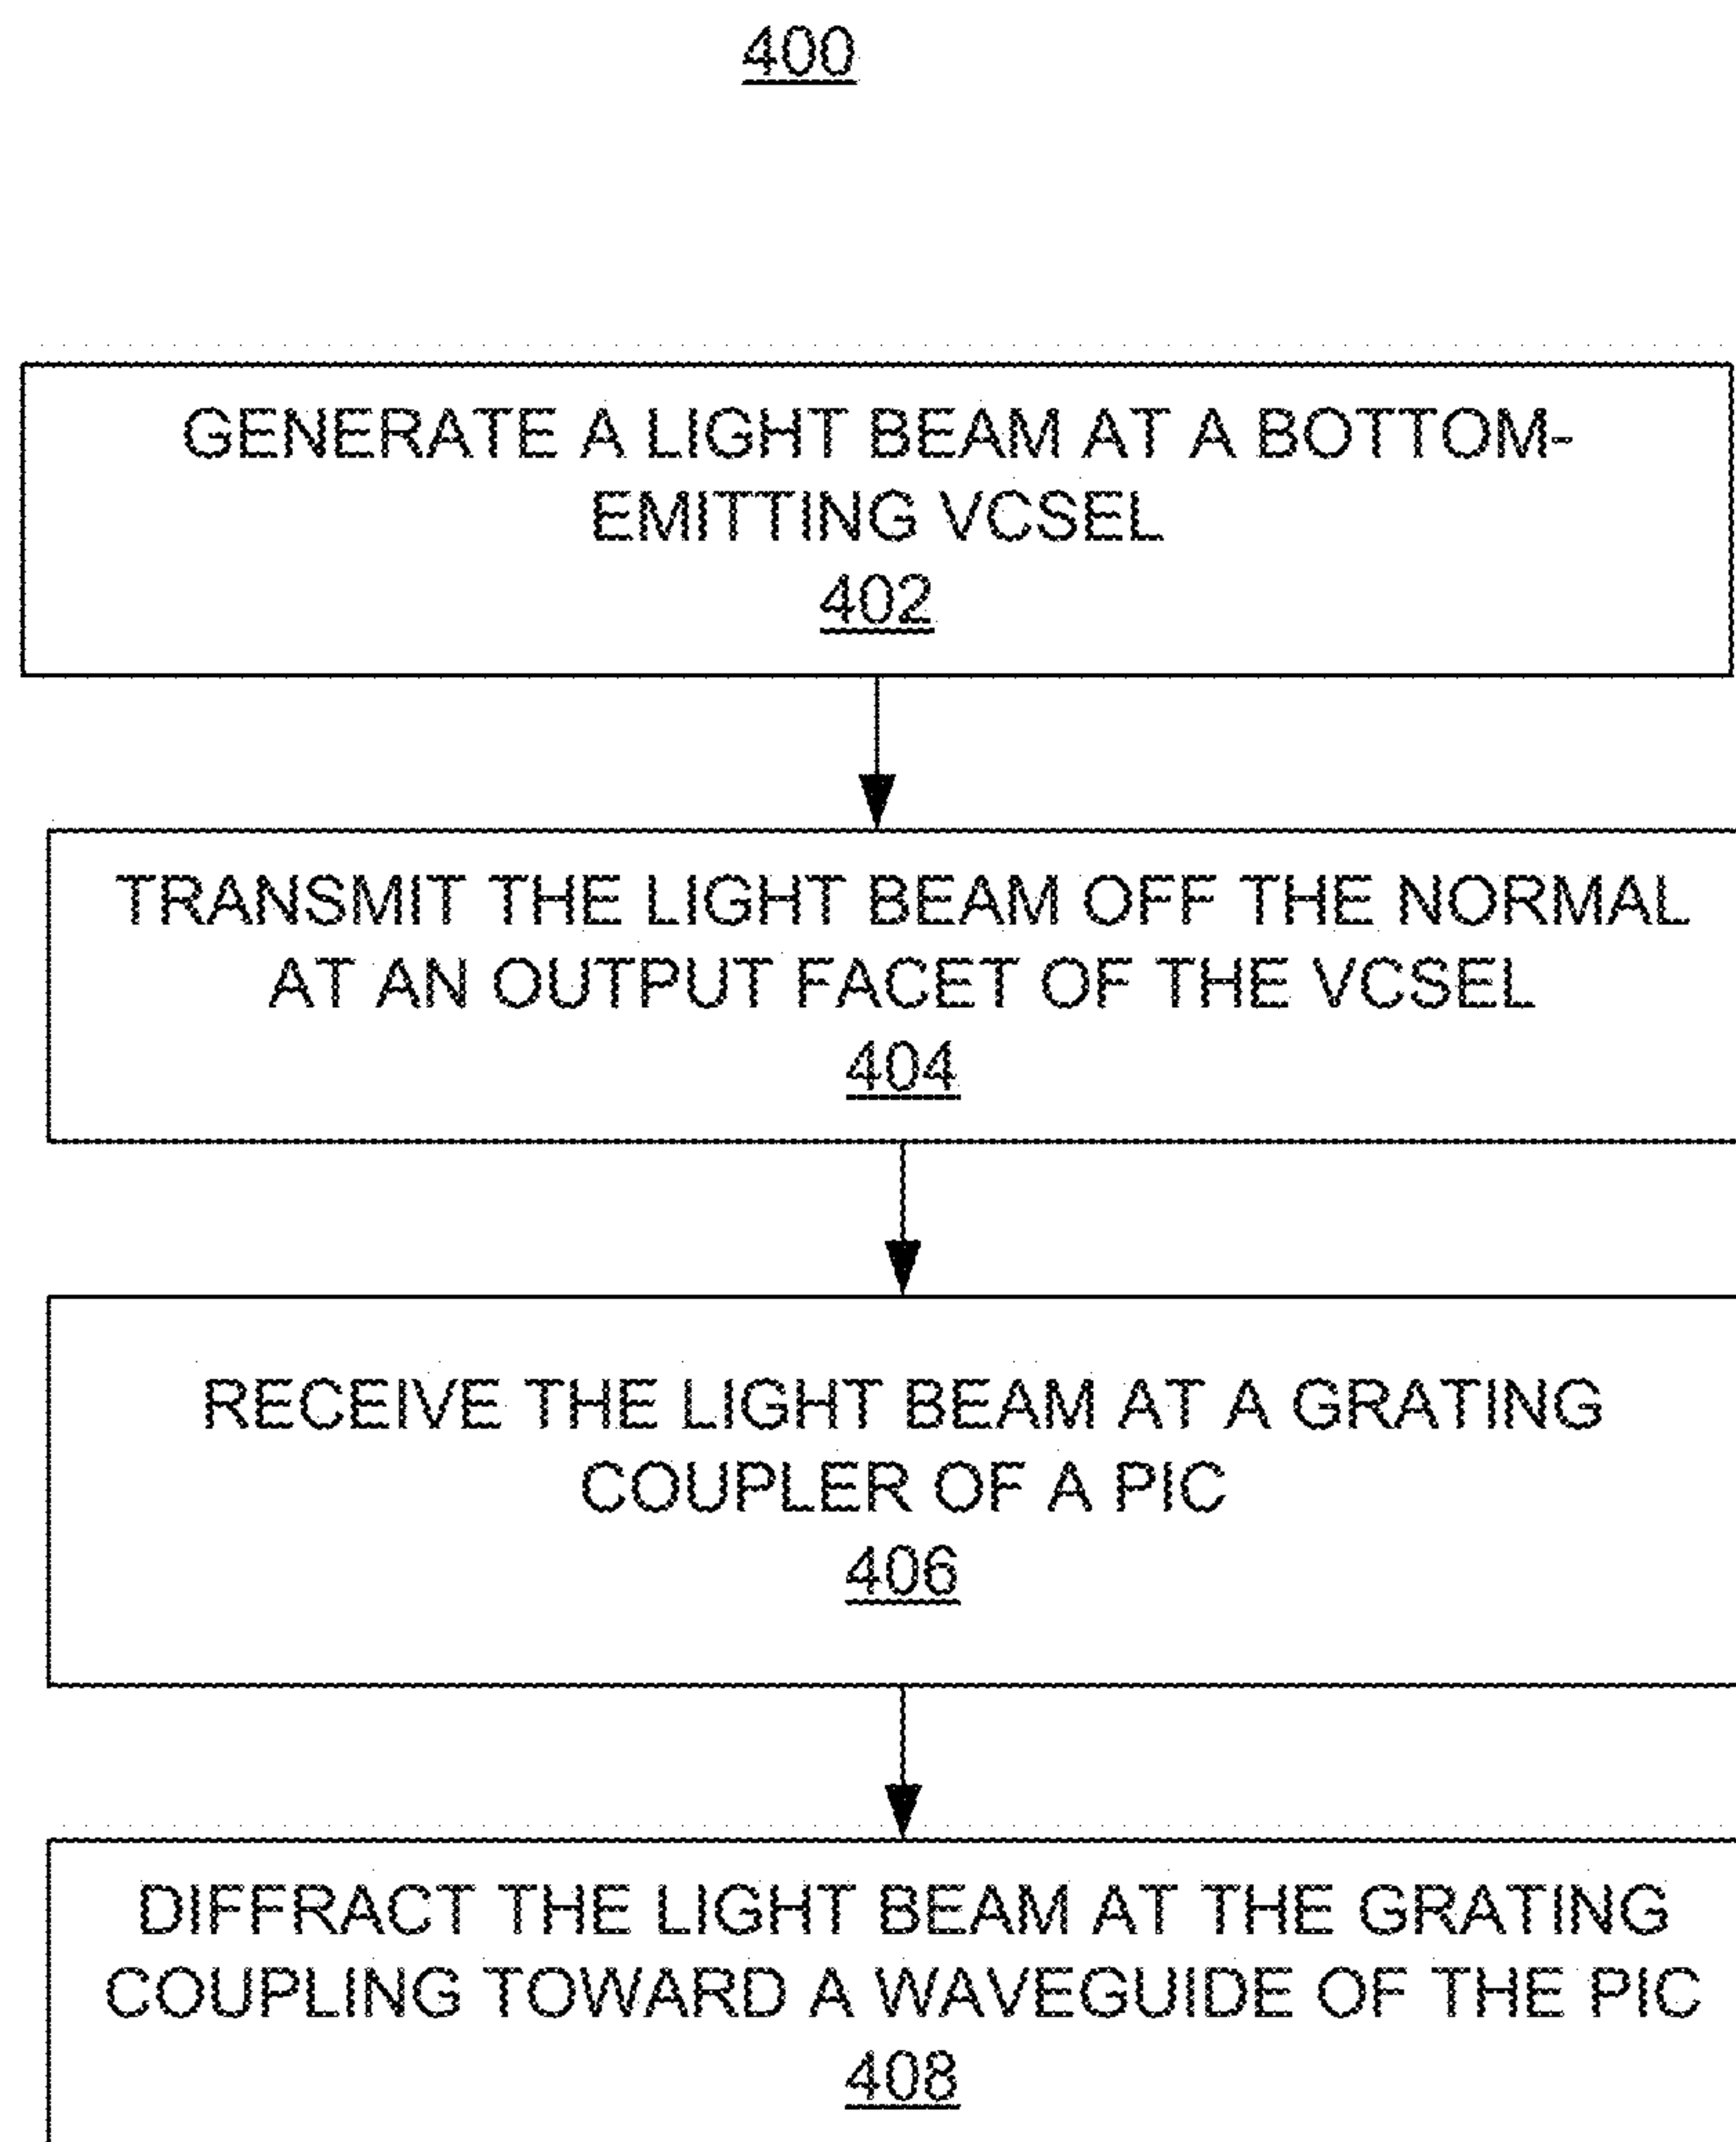 400
GENERATE A LIGHT BEAM AT A BOTTOM-
EMITTING VCSEL
402
TRANSMIT THE LIGHT BEAM OFF THE NORMAL
AT AN OUTPUT FACET OF THE VCSEL
404
RECEIVE THE LIGHT BEAM AT A GRATING
COUPLER OF A PIC
406
DIFFRACT THE LIGHT BEAM AT THE GRATING
COUPLING TOWARD A WAVEGUIDE OF THE PIC
408